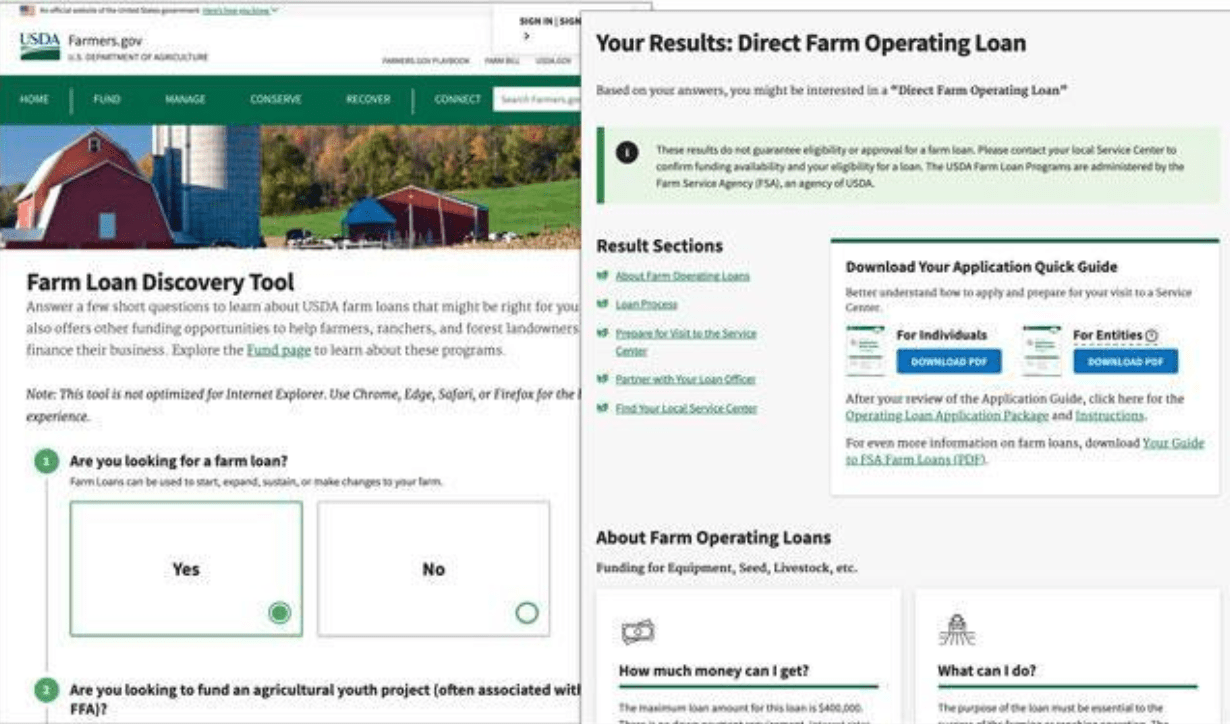 An official website of the United States government Here's how you know
SIGN IN | SIGN
USDA Farmers.gov
U.S. DEPARTMENT OF AGRICULTURE
FARMERS.GOV PLAYBOOK FARM BILL USDA.GOV
HOME FUND MANAGE CONSERVE RECOVER CONNECT Search Farmers.gov
Farm Loan Discovery Tool
Answer a few short questions to learn about USDA farm loans that might be right for you
also offers other funding opportunities to help farmers, ranchers, and forest landowners
finance their business. Explore the Fund page to learn about these programs.
Note: This tool is not optimized for Internet Explorer. Use Chrome, Edge, Safari, or Firefox for the
experience.
1 Are you looking for a farm loan?
Farm Loans can be used to start, expand, sustain, or make changes to your farm.
Yes
No
2 Are you looking to fund an agricultural youth project (often associated with
FFA)?
Your Results: Direct Farm Operating Loan
Based on your answers, you might be interested in a "Direct Farm Operating Loan"
These results do not guarantee eligibility or approval for a farm loan. Please contact your local Service Center to
confirm funding availability and your eligibility for a loan. The USDA Farm Loan Programs are administered by the
Farm Service Agency (FSA), an agency of USDA.
Result Sections
About Farm Operating Loans
Loan Process
Prepare for Visit to the Service
Center
Partner with Your Loan Officer
Find Your Local Service Center
Download Your Application Quick Guide
Better understand how to apply and prepare for your visit to a Service
Center.
For Individuals
DOWNLOAD PDF
For Entities
DOWNLOAD PDF
After your review of the Application Guide, click here for the
Operating Loan Application Package and Instructions.
For even more information on farm loans, download Your Guide
to FSA Farm Loans (PDF).
About Farm Operating Loans
Funding for Equipment, Seed, Livestock, etc.
How much money can I get?
The maximum loan amount for this loan is $400,000.
What can I do?
The purpose of the loan must be essential to the